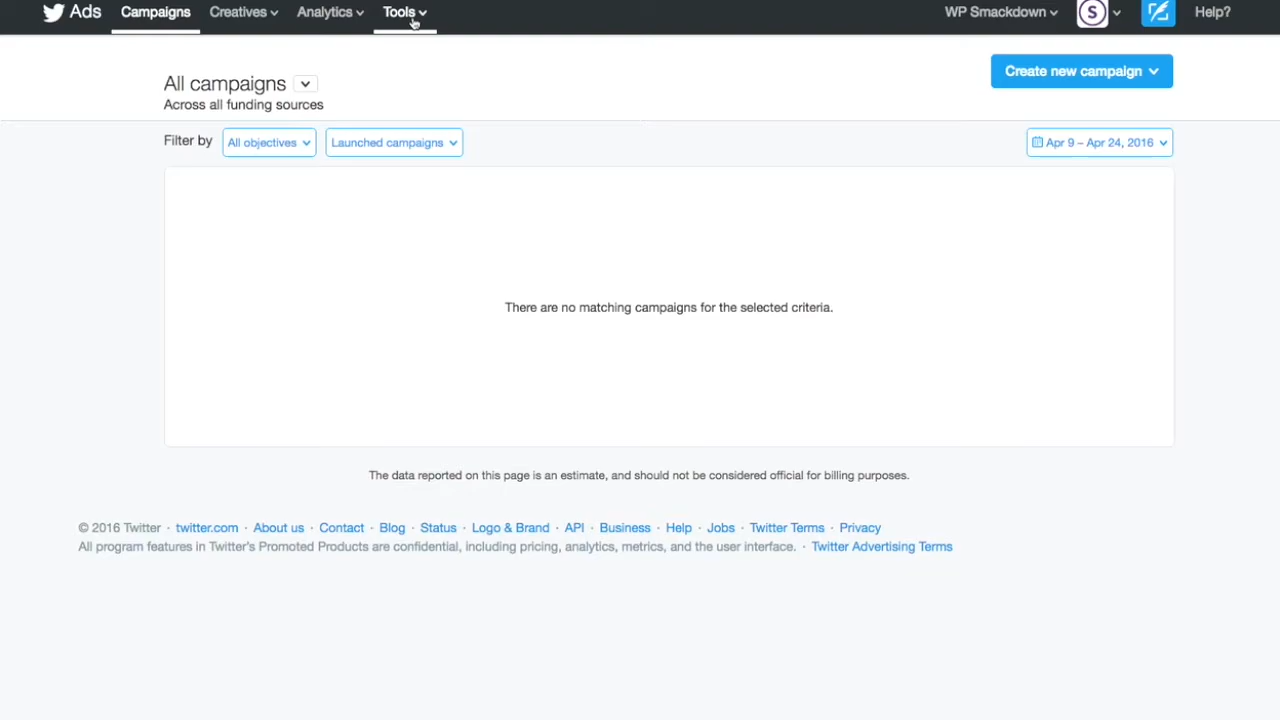 Ads Campaigns Creatives Analytics Tools WP Smackdown S Help?
All campaigns
Create new campaign
Across all funding sources
Filter by All objectives Launched campaigns Apr 9 – Apr 24, 2016
There are no matching campaigns for the selected criteria.
The data reported on this page is an estimate, and should not be considered official for billing purposes.
© 2016 Twitter · twitter.com · About us · Contact · Blog · Status · Logo & Brand · API · Business · Help · Jobs · Twitter Terms · Privacy
All program features in Twitter's Promoted Products are confidential, including pricing, analytics, metrics, and the user interface. · Twitter Advertising Terms